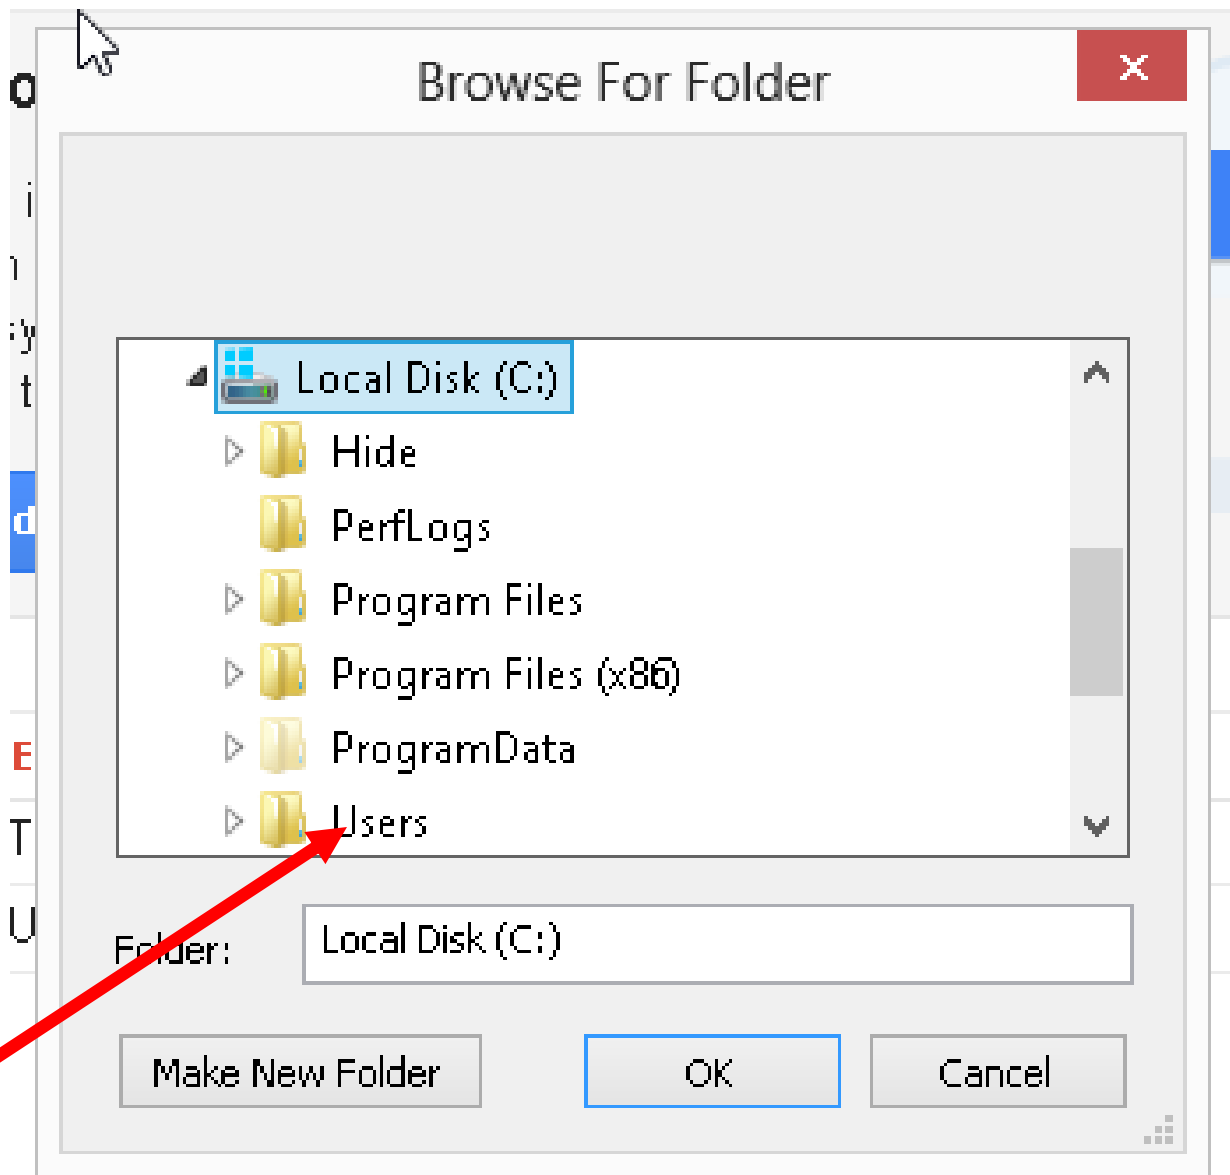 Browse For Folder
Local Disk (C:)
Hide
PerfLogs
Program Files
Program Files (x86)
ProgramData
Users
Folder:
Local Disk (C:)
Make New Folder
OK
Cancel